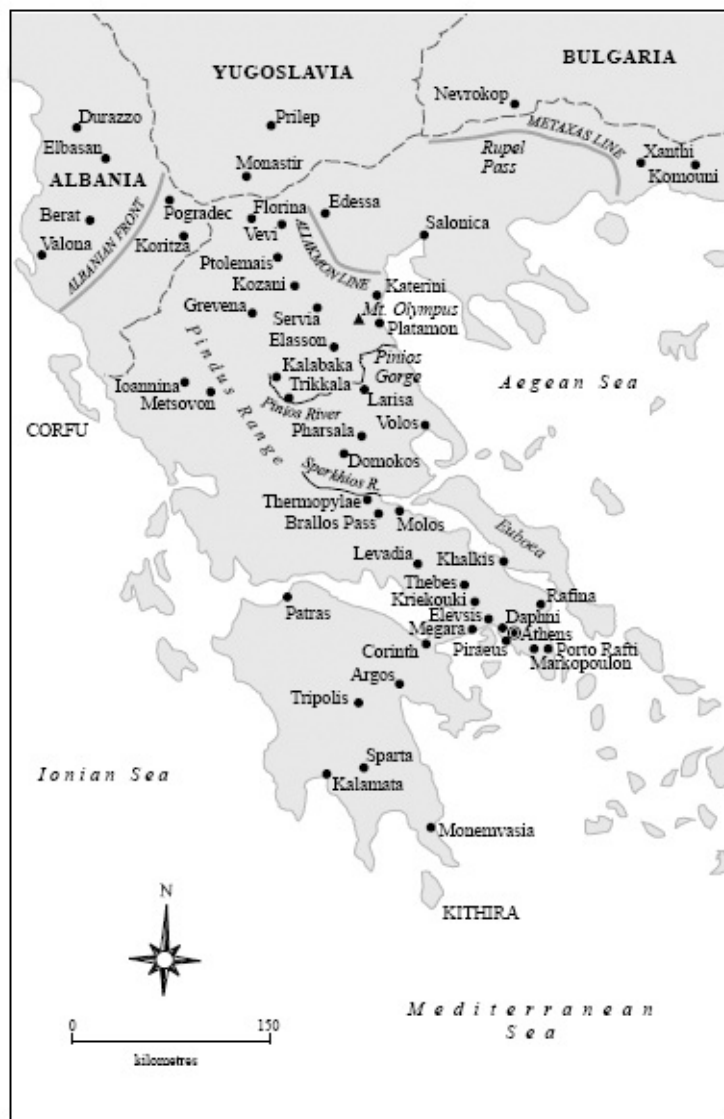 YUGOSLAVIA
BULGARIA
Nevrokop
Durazzo
Prilep
METAXAS LINE
Elbasan
Rupel
Pass
Xanthi
Komouni
Monastir
ALBANIA
Pogradec
Florina
Edessa
Berat
Vevi
Salonica
Valona
ALBANIAN FRONT
Koritza
ALIAKMON LINE
Ptolemais
Kozani
Katerini
Grevena
Servia
Mt. Olympus
Platamon
Elasson
Pindus Range
Kalabaka
Pinios
Gorge
Ioannina
Trikkala
Aegean Sea
Metsovon
Larisa
Pinios River
CORFU
Pharsala
Volos
Domokos
Sperkhios R.
Thermopylae
Brallos Pass
Molos
Euboea
Levadia
Khalkis
Thebes
Kriekouki
Rafina
Patras
Elevsis
Daphni
Megara
Athens
Corinth
Piraeus
Porto Rafti
Markopoulon
Argos
Tripolis
Sparta
Ionian Sea
Kalamata
Monemvasia
N
KITHIRA
0
150
kilometres
Mediterranean
Sea